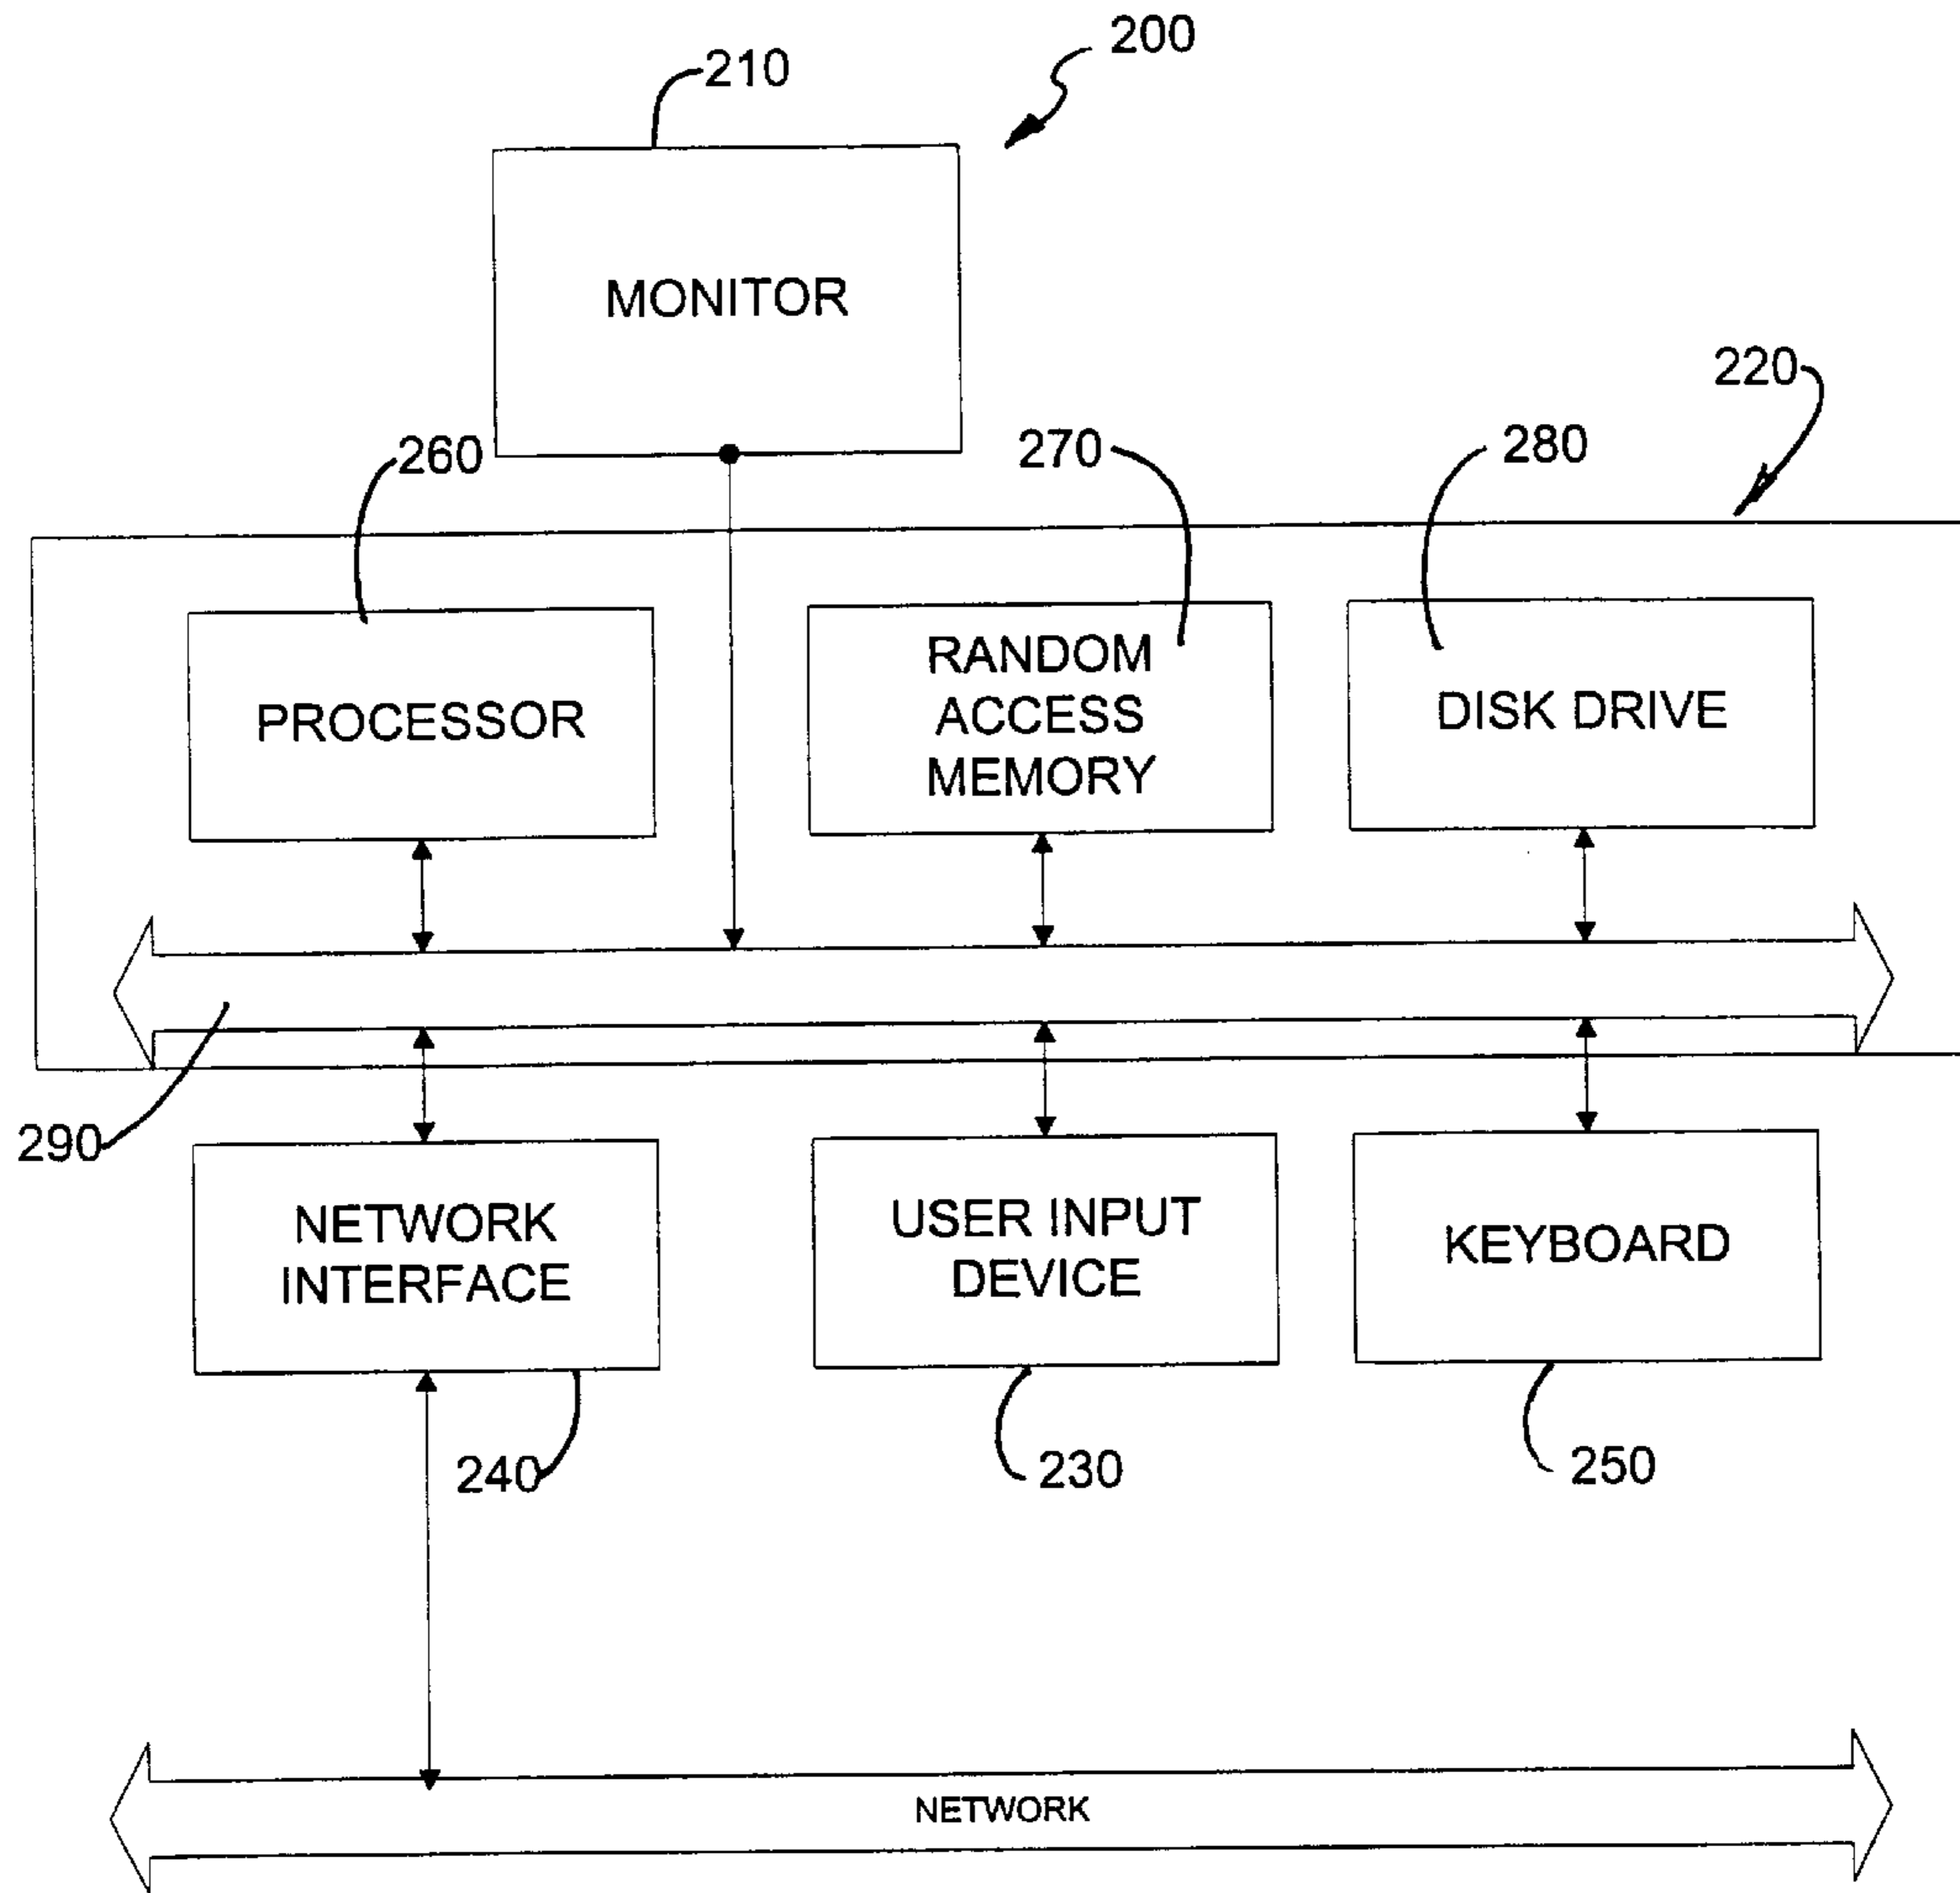 200
210
MONITOR
220
260
270
280
PROCESSOR
RANDOM
ACCESS
MEMORY
DISK DRIVE
290
NETWORK
INTERFACE
USER INPUT
DEVICE
KEYBOARD
240
230
250
NETWORK